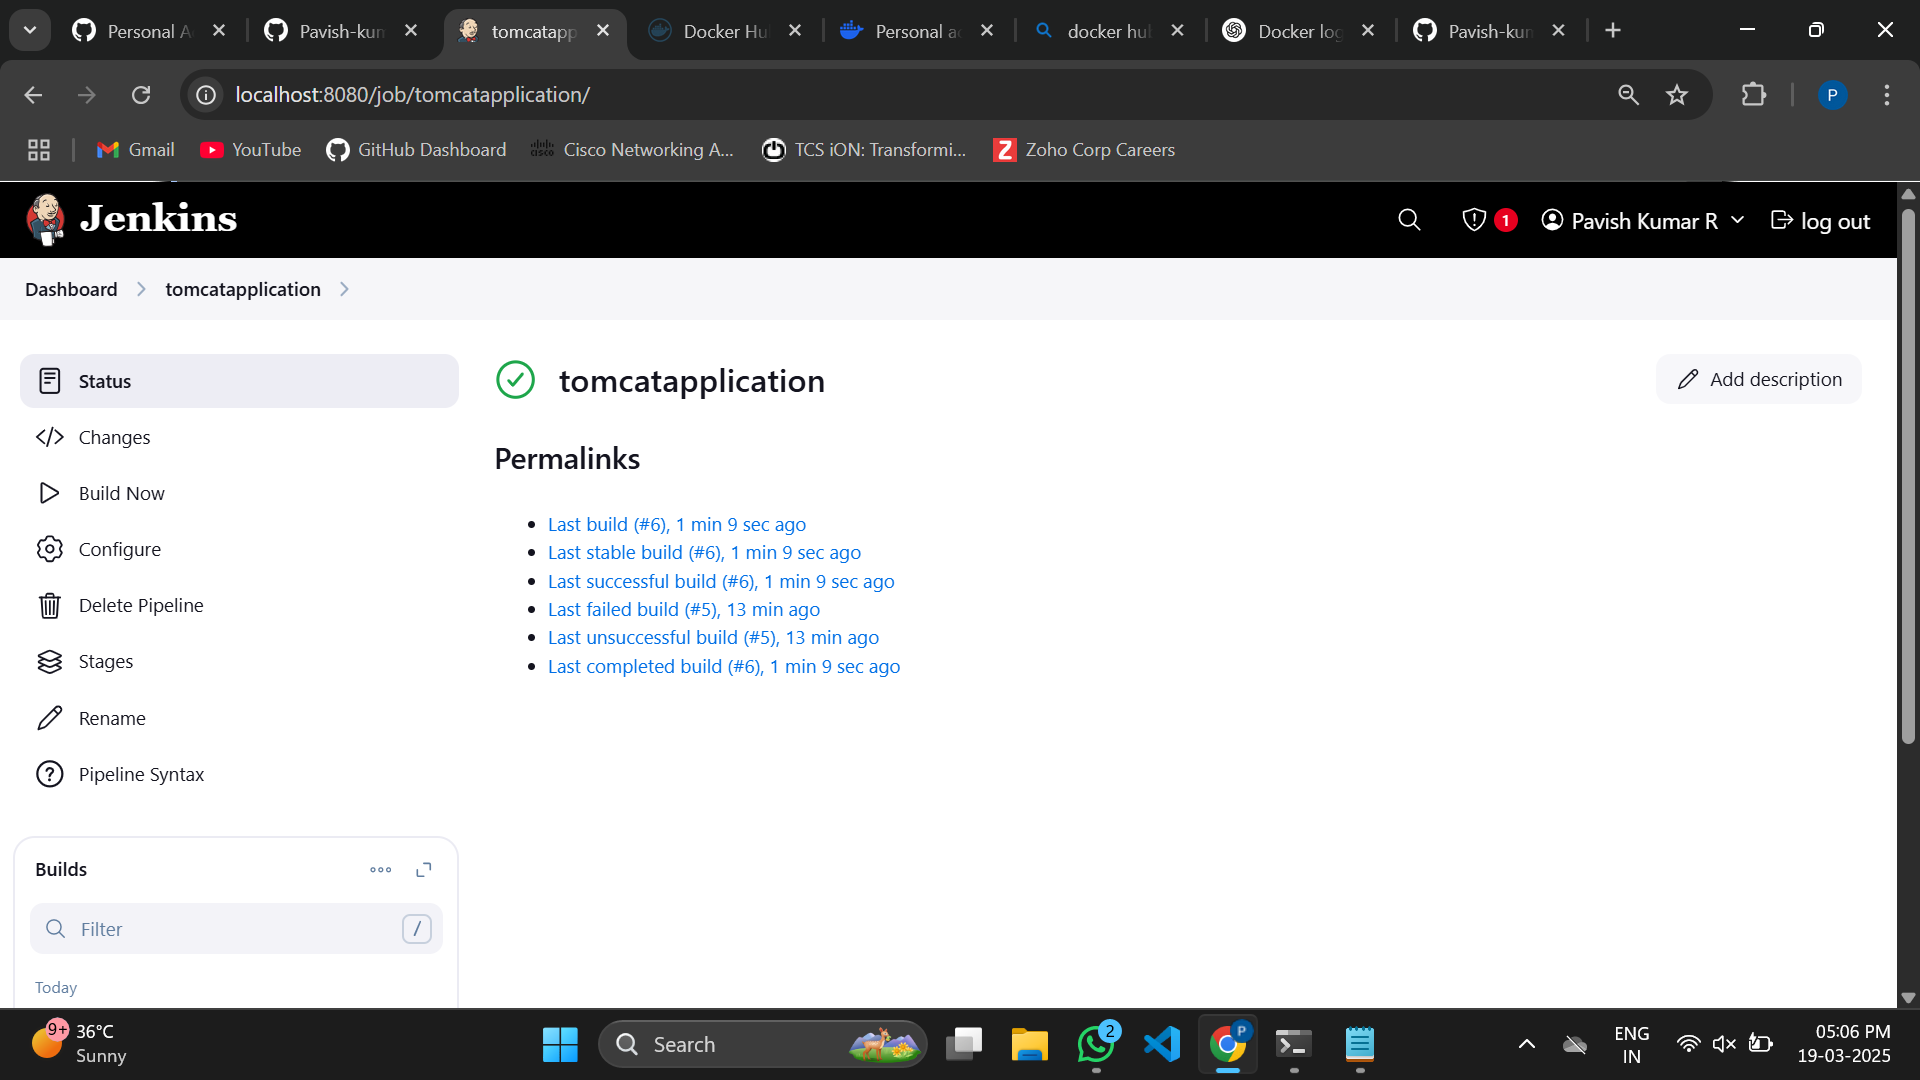 Personal A
Pavish-kun
tomcatapp
Docker Hu
Personal ac
docker hu
Docker log
Pavish-kun
localhost:8080/job/tomcatapplication/
P
Gmail
YouTube
GitHub Dashboard
Cisco Networking A...
TCS iON: Transformi...
Zoho Corp Careers
Jenkins
1
Pavish Kumar R
log out
Dashboard
tomcatapplication
Status
Changes
Build Now
Configure
Delete Pipeline
Stages
Rename
Pipeline Syntax
Builds
Filter
/
Today
tomcatapplication
Add description
Permalinks
Last build (#6), 1 min 9 sec ago
Last stable build (#6), 1 min 9 sec ago
Last successful build (#6), 1 min 9 sec ago
Last failed build (#5), 13 min ago
Last unsuccessful build (#5), 13 min ago
Last completed build (#6), 1 min 9 sec ago
9+
36°C
Sunny
Search
2
P
ENG
IN
05:06 PM
19-03-2025